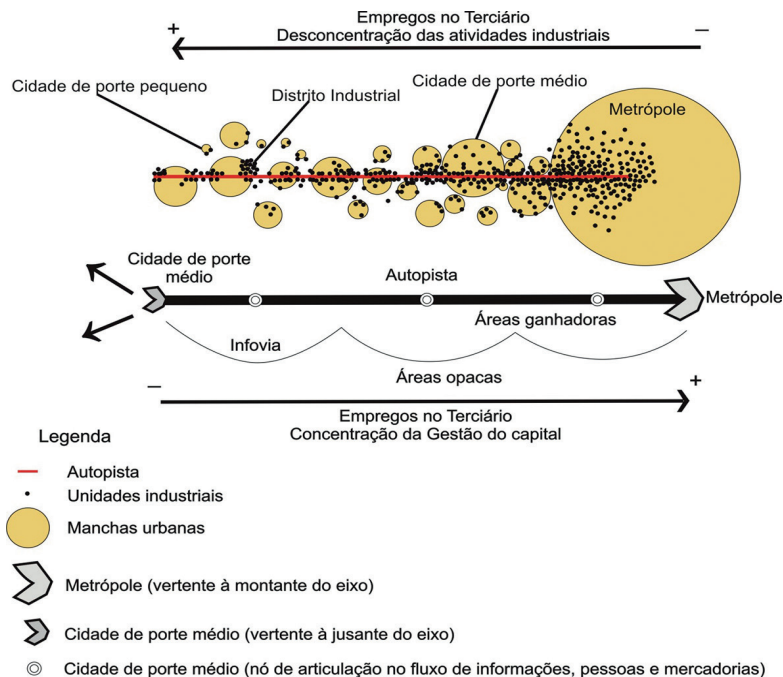 Empregos no Terciário
Desconcentração das atividades industriais
+
−
Cidade de porte pequeno
Distrito Industrial
Cidade de porte médio
Metrópole
Cidade de porte
médio
Autopista
Metrópole
Áreas ganhadoras
Infovia
Áreas opacas
−
+
Empregos no Terciário
Concentração da Gestão do capital
Legenda
Autopista
Unidades industriais
Manchas urbanas
Metrópole (vertente à montante do eixo)
Cidade de porte médio (vertente à jusante do eixo)
Cidade de porte médio (nó de articulação no fluxo de informações, pessoas e mercadorias)